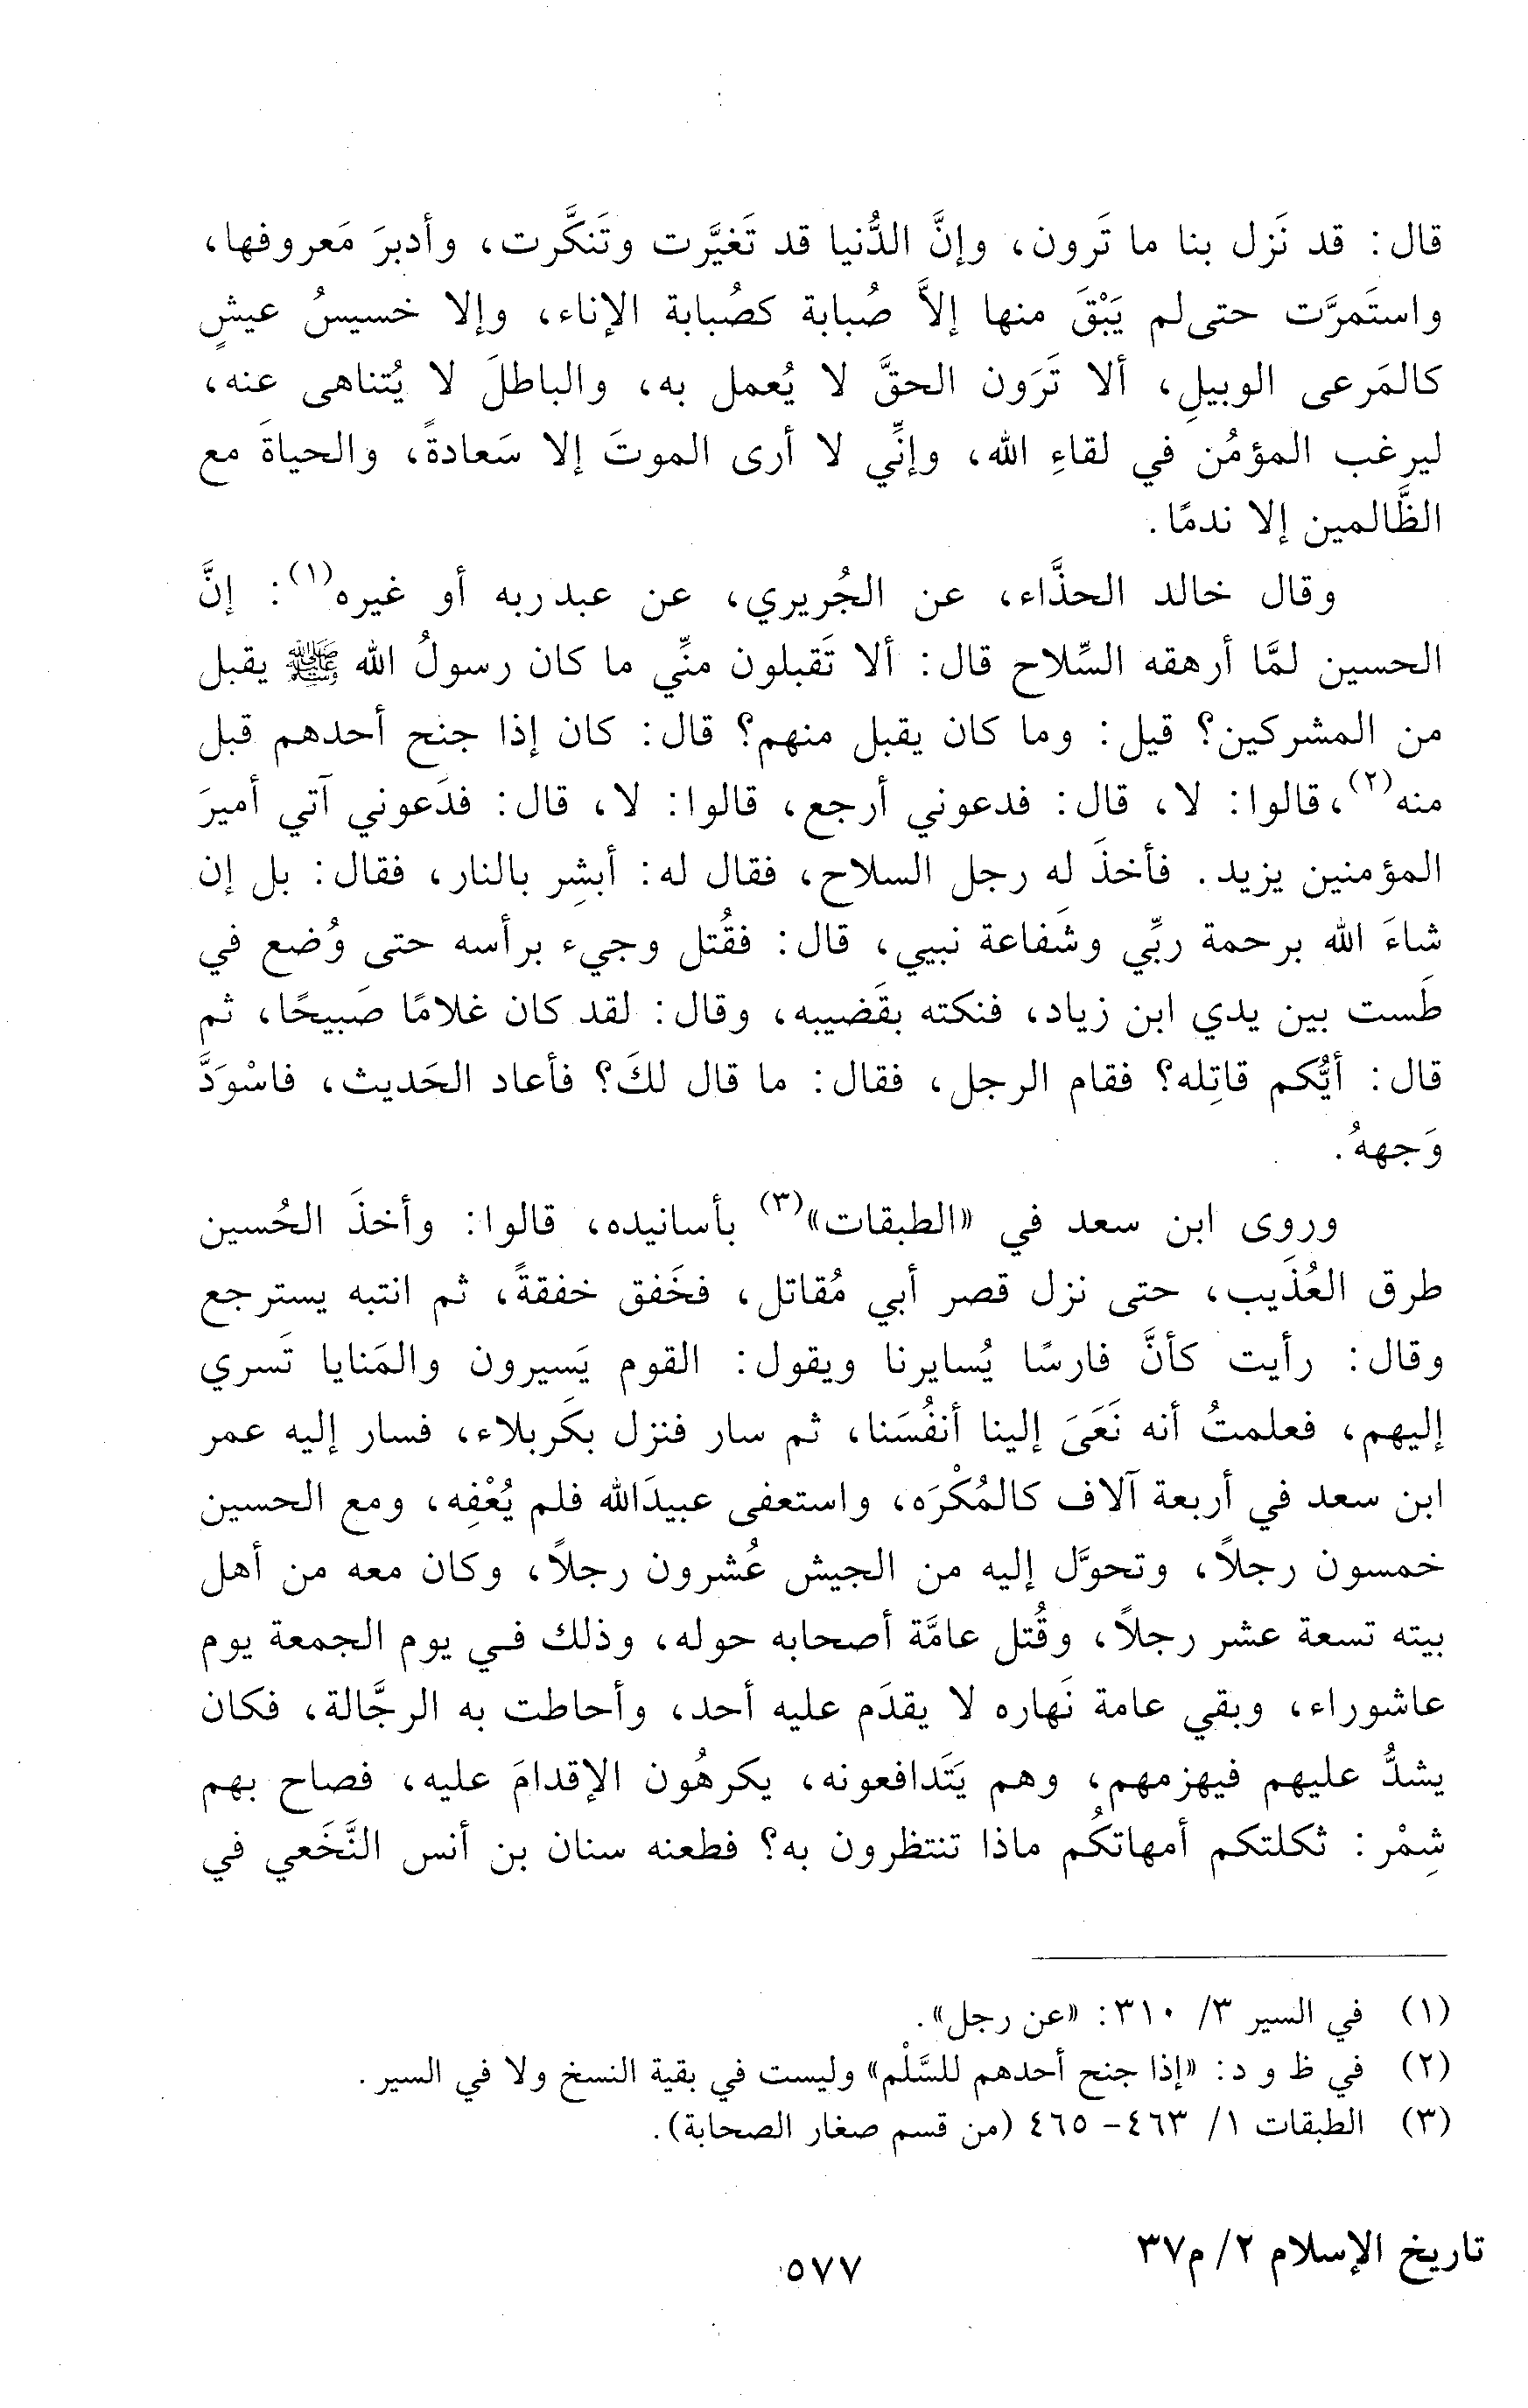 قال: قد نَزل بنا ما تَرون، وإنَّ الدُّنيا قد تَغيَّرت وتَنكَّرت، وأدبرَ مَعروفها،
واستَمرَّت حتى لم يَبْقَ منها إلاَّ صُبابة كصُبابة الإناء، وإلا خسيسُ عيشٍ
كالمَرعى الوبيلِ، ألا تَرَون الحقَّ لا يُعمل به، والباطلَ لا يُتناهى عنه،
ليرغب المؤمُن في لقاءِ الله، وإنِّي لا أرى الموتَ إلا سَعادةً، والحياةَ مع
الظَّالمين إلا ندمًا.
وقال خالد الحذَّاء، عن الجُريري، عن عبدربه أو غيره(١): إنَّ
الحسين لمَّا أرهقه السِّلاح قال: ألا تَقبلون منِّي ما كان رسولُ الله ﷺ يقبل
من المشركين؟ قيل: وما كان يقبل منهم؟ قال: كان إذا جنح أحدهم قبل
منه(٢)، قالوا: لا، قال: فدعوني أرجع، قالوا: لا، قال: فدَعوني آتي أميرَ
المؤمنين يزيد. فأخذَ له رجل السلاح، فقال له: أبشِر بالنار، فقال: بل إن
شاءَ الله برحمة ربِّي وشَفاعة نبيي، قال: فقُتل وجيء برأسه حتى وُضع في
طَست بين يدي ابن زياد، فنكته بقَضيبه، وقال: لقد كان غلامًا صَبيحًا، ثم
قال: أيُّكم قاتِله؟ فقام الرجل، فقال: ما قال لكَ؟ فأعاد الحَديث، فاسْوَدَّ
وَجههُ.
وروى ابن سعد في «الطبقات»(٣) بأسانيده، قالوا: وأخذَ الحُسين
طرق العُذَيب، حتى نزل قصر أبي مُقاتل، فخَفق خفقةً، ثم انتبه يسترجع
وقال: رأيت كأنَّ فارسًا يُسايرنا ويقول: القوم يَسيرون والمَنايا تَسري
إليهم، فعلمتُ أنه نَعَىَ إلينا أنفُسَنا، ثم سار فنزل بكَربلاء، فسار إليه عمر
ابن سعد في أربعة آلاف كالمُكْرَه، واستعفى عبيدَالله فلم يُعْفِه، ومع الحسين
خمسون رجلاً، وتحوَّل إليه من الجيش عُشرون رجلاً، وكان معه من أهل
بيته تسعة عشر رجلاً، وقُتل عامَّة أصحابه حوله، وذلك في يوم الجمعة يوم
عاشوراء، وبقي عامة نَهاره لا يقدَم عليه أحد، وأحاطت به الرجَّالة، فكان
يشدُّ عليهم فيهزمهم، وهم يَتَدافعونه، يكرهُون الإقدامَ عليه، فصاح بهم
شِمْر: ثكلتكم أمهاتكُم ماذا تنتظرون به؟ فطعنه سنان بن أنس النَّخَعي في
(١) في السير ٣/ ٣١٠: «عن رجل».
(٢) في ظ و د: «إذا جنح أحدهم للسَّلْم» وليست في بقية النسخ ولا في السير.
(٣) الطبقات ١/ ٤٦٣- ٤٦٥ (من قسم صغار الصحابة).
تاريخ الإسلام ٢/ م٣٧
٥٧٧